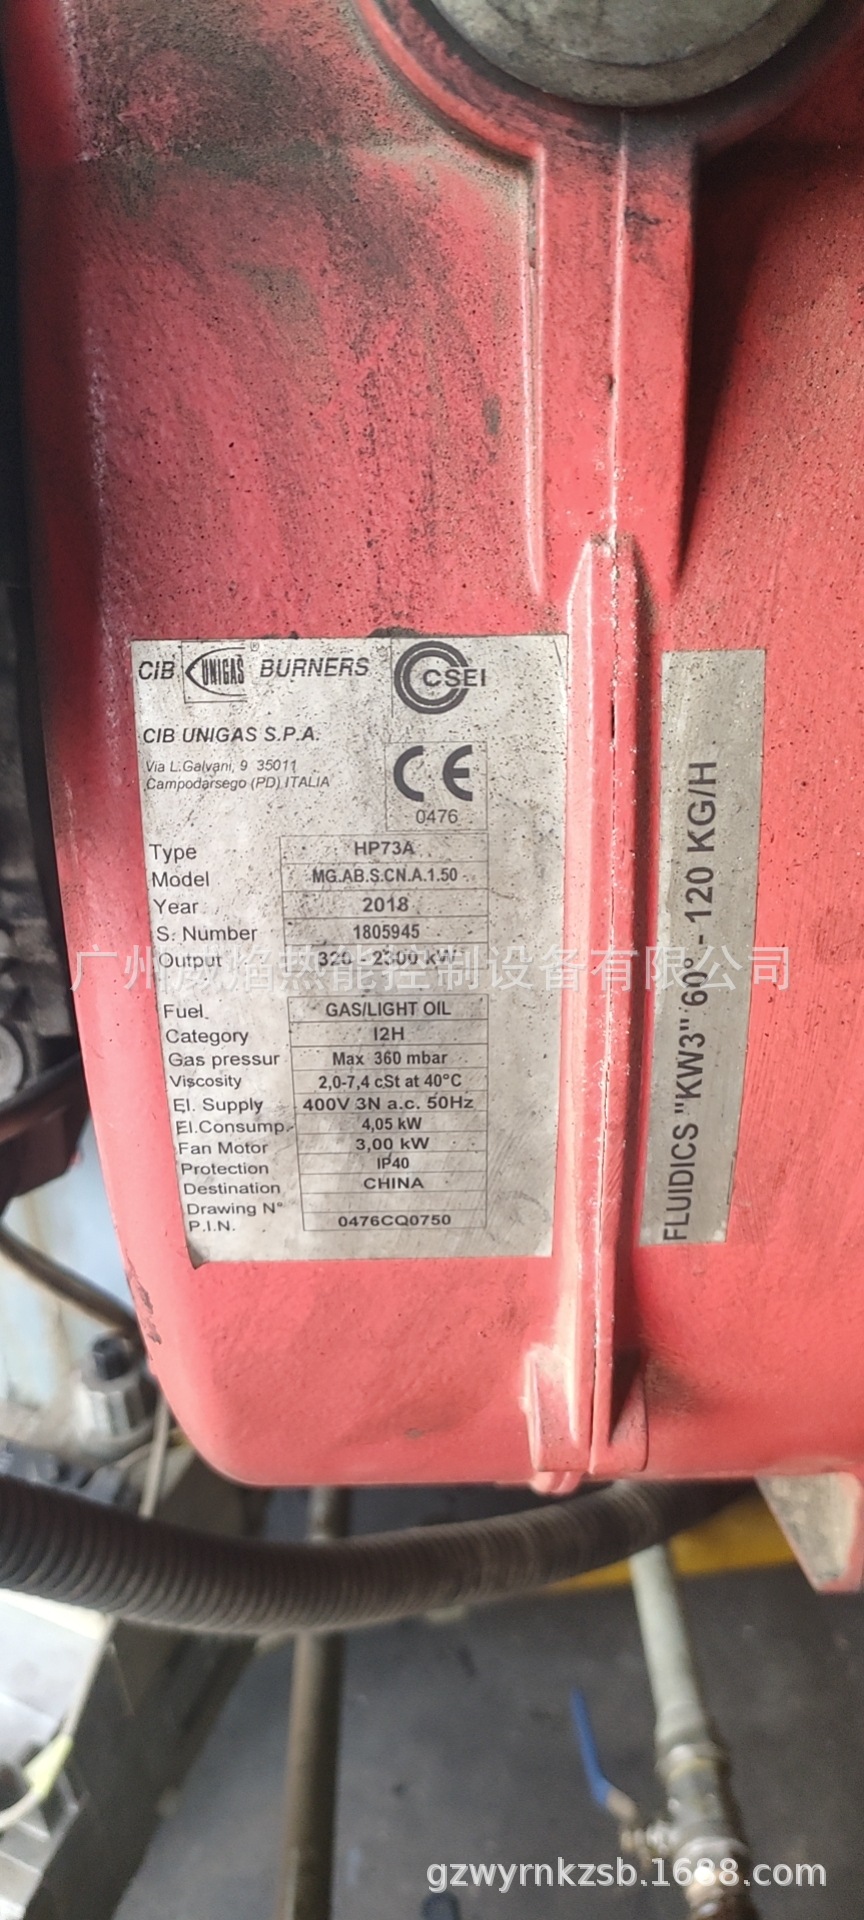 CIB UNIGAS® BURNERS
CSEI
CIB UNIGAS S.P.A.
Via L.Galvani, 9 35011
Campodarsego (PD) ITALIA
CE
0476
Type HP73A
Model MG.AB.S.CN.A.1.50
Year 2018
S. Number 1805945
Output 320 - 2300 kW
Fuel. GAS/LIGHT OIL
Category I2H
Gas pressur Max 360 mbar
Viscosity 2,0-7,4 cSt at 40°C
El. Supply 400V 3N a.c. 50Hz
El.Consump. 4,05 kW
Fan Motor 3,00 kW
Protection IP40
Destination CHINA
Drawing N°
P.I.N. 0476CQ0750
FLUIDICS "KW3" 60° - 120 KG/H
广州威焰热能控制设备有限公司
gzwyrnkzsb.1688.com